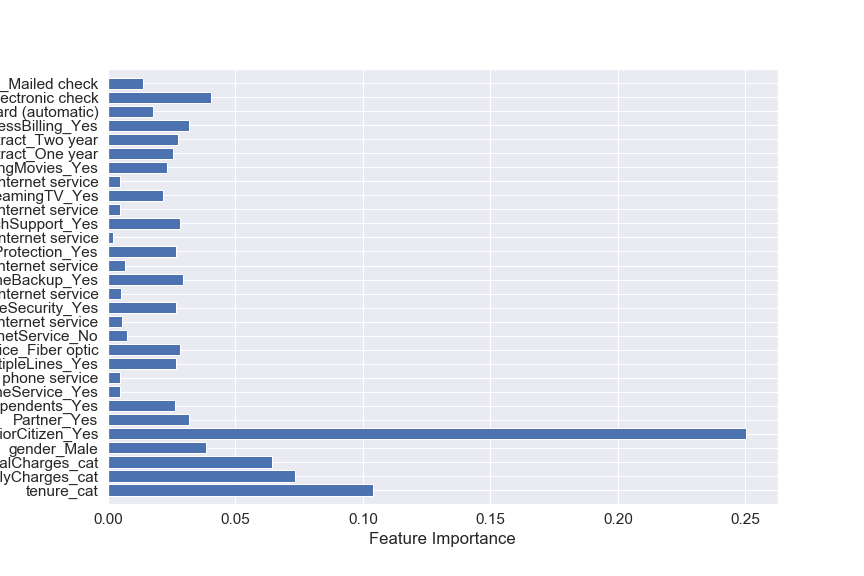 _Mailed check
ectronic check
ard (automatic)
essBilling_Yes
ract_Two year
ract_One year
ngMovies_Yes
nternet service
eamingTV_Yes
nternet service
hSupport_Yes
nternet service
Protection_Yes
nternet service
neBackup_Yes
nternet service
eSecurity_Yes
nternet service
netService_No
ice_Fiber optic
tipleLines_Yes
phone service
neService_Yes
pendents_Yes
Partner_Yes
iorCitizen_Yes
gender_Male
alCharges_cat
lyCharges_cat
tenure_cat
0.00 0.05 0.10 0.15 0.20 0.25
Feature Importance